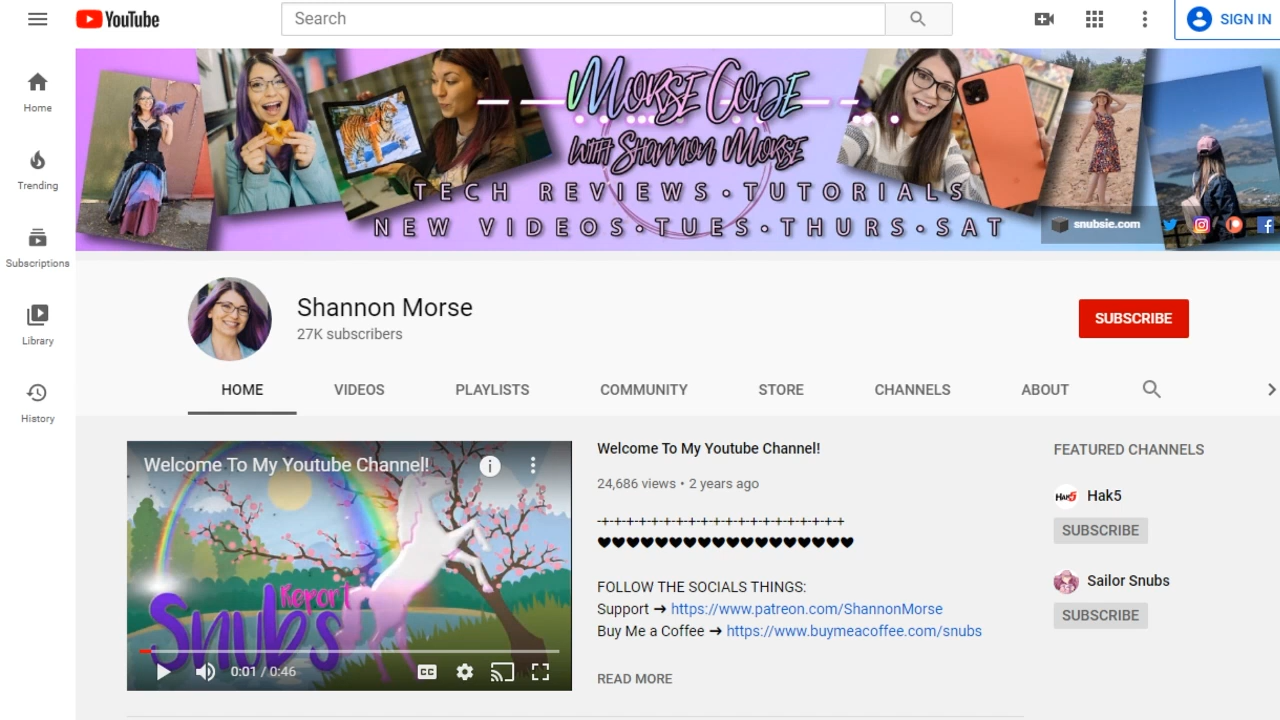 YouTube
Search
SIGN IN
Home
Trending
Subscriptions
Library
History
MORSE CODE
WITH SHANNON MORSE
TECH REVIEWS • TUTORIALS
NEW VIDEOS • TUES • THURS • SAT
snubsie.com
Shannon Morse
27K subscribers
SUBSCRIBE
HOME VIDEOS PLAYLISTS COMMUNITY STORE CHANNELS ABOUT
Welcome To My Youtube Channel!
Report
Snubs
0:01 / 0:46
CC
Welcome To My Youtube Channel!
24,686 views • 2 years ago
-+-+-+-+-+-+-+-+-+-+-+-+-+-+-+-+-+-+-+-+
♥♥♥♥♥♥♥♥♥♥♥♥♥♥♥♥♥♥
FOLLOW THE SOCIALS THINGS:
Support ➜ https://www.patreon.com/ShannonMorse
Buy Me a Coffee ➜ https://www.buymeacoffee.com/snubs
READ MORE
FEATURED CHANNELS
HAK5
Hak5
SUBSCRIBE
Sailor Snubs
SUBSCRIBE